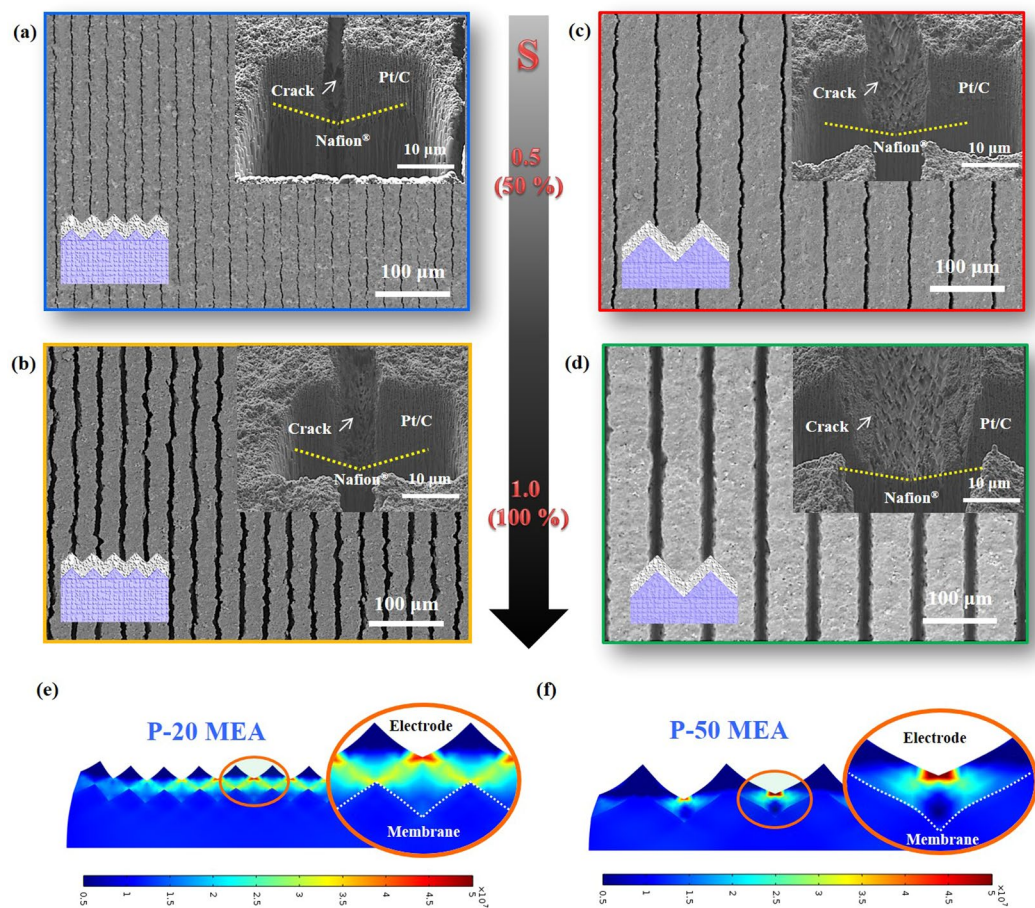 (a)
Crack
Pt/C
Nafion®
10 μm
100 μm
S
0.5
(50 %)
1.0
(100 %)
(c)
Crack
Pt/C
Nafion®
10 μm
100 μm
(b)
Crack
Pt/C
Nafion®
10 μm
100 μm
(d)
Crack
Pt/C
Nafion®
10 μm
100 μm
(e)
P-20 MEA
Electrode
Membrane
0.5 1 1.5 2 2.5 3 3.5 4 4.5 5 ×10⁷
(f)
P-50 MEA
Electrode
Membrane
0.5 1 1.5 2 2.5 3 3.5 4 4.5 5 ×10⁷